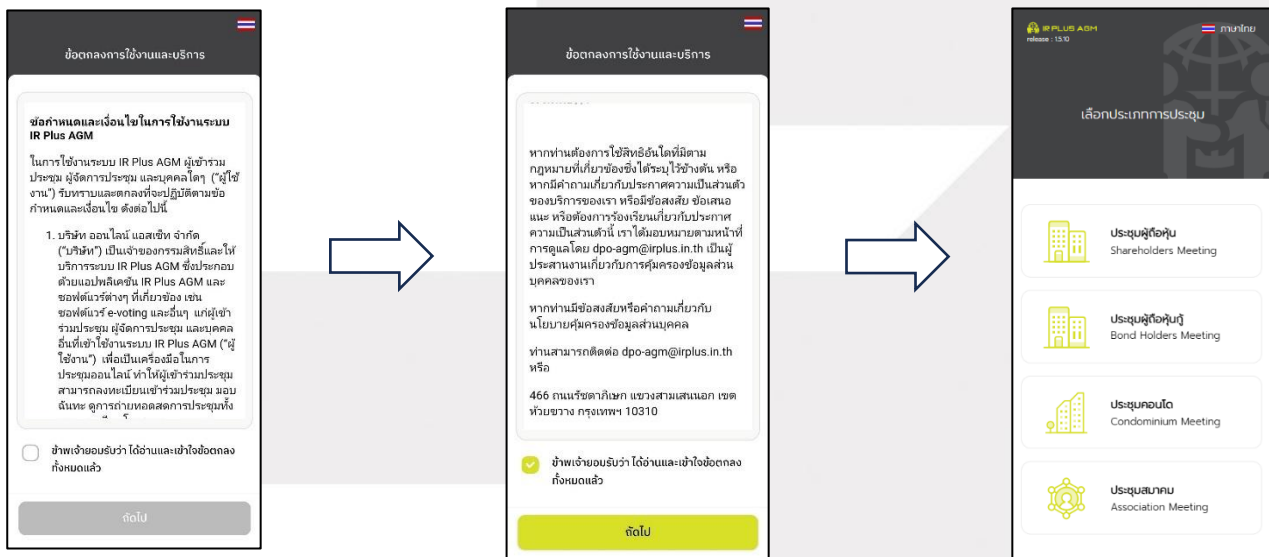 ข้อตกลงการใช้งานและบริการ
ข้อกำหนดและเงื่อนไขในการใช้งานระบบ
IR Plus AGM
ในการใช้งานระบบ IR Plus AGM ผู้เข้าร่วม
ประชุม ผู้จัดการประชุม และบุคคลใดๆ ("ผู้ใช้
งาน") รับทราบและตกลงที่จะปฏิบัติตามข้อ
กำหนดและเงื่อนไข ดังต่อไปนี้
1. บริษัท ออนไลน์ แอสเซ็ท จำกัด
("บริษัท") เป็นเจ้าของกรรมสิทธิ์และให้
บริการระบบ IR Plus AGM ซึ่งประกอบ
ด้วยแอปพลิเคชัน IR Plus AGM และ
ซอฟต์แวร์ต่างๆ ที่เกี่ยวข้อง เช่น
ซอฟต์แวร์ e-voting และอื่นๆ แก่ผู้เข้า
ร่วมประชุม ผู้จัดการประชุม และบุคคล
อื่นที่เข้าใช้งานระบบ IR Plus AGM ("ผู้
ใช้งาน") เพื่อเป็นเครื่องมือในการ
ประชุมออนไลน์ ทำให้ผู้เข้าร่วมประชุม
สามารถลงทะเบียนเข้าร่วมประชุม มอบ
ฉันทะ ดูการถ่ายทอดสดการประชุมทั้ง
ข้าพเจ้ายอมรับว่า ได้อ่านและเข้าใจข้อตกลง
ทั้งหมดแล้ว
ถัดไป
ข้อตกลงการใช้งานและบริการ
หากท่านต้องการใช้สิทธิอันใดที่มีตาม
กฎหมายที่เกี่ยวข้องซึ่งได้ระบุไว้ข้างต้น หรือ
หากมีคำถามเกี่ยวกับประกาศความเป็นส่วนตัว
ของบริการของเรา หรือมีข้อสงสัย ข้อเสนอ
แนะ หรือต้องการร้องเรียนเกี่ยวกับประกาศ
ความเป็นส่วนตัวนี้ เราได้มอบหมายตามหน้าที่
การดูแลโดย dpo-agm@irplus.in.th เป็นผู้
ประสานงานเกี่ยวกับการคุ้มครองข้อมูลส่วน
บุคคลของเรา
หากท่านมีข้อสงสัยหรือคำถามเกี่ยวกับ
นโยบายคุ้มครองข้อมูลส่วนบุคคล
ท่านสามารถติดต่อ dpo-agm@irplus.in.th
หรือ
466 ถนนรัชดาภิเษก แขวงสามเสนนอก เขต
ห้วยขวาง กรุงเทพฯ 10310
ข้าพเจ้ายอมรับว่า ได้อ่านและเข้าใจข้อตกลง
ทั้งหมดแล้ว
ถัดไป
IR PLUS AGM
release : 1.5.10
ภาษาไทย
เลือกประเภทการประชุม
ประชุมผู้ถือหุ้น
Shareholders Meeting
ประชุมผู้ถือหุ้นกู้
Bond Holders Meeting
ประชุมคอนโด
Condominium Meeting
ประชุมสมาคม
Association Meeting